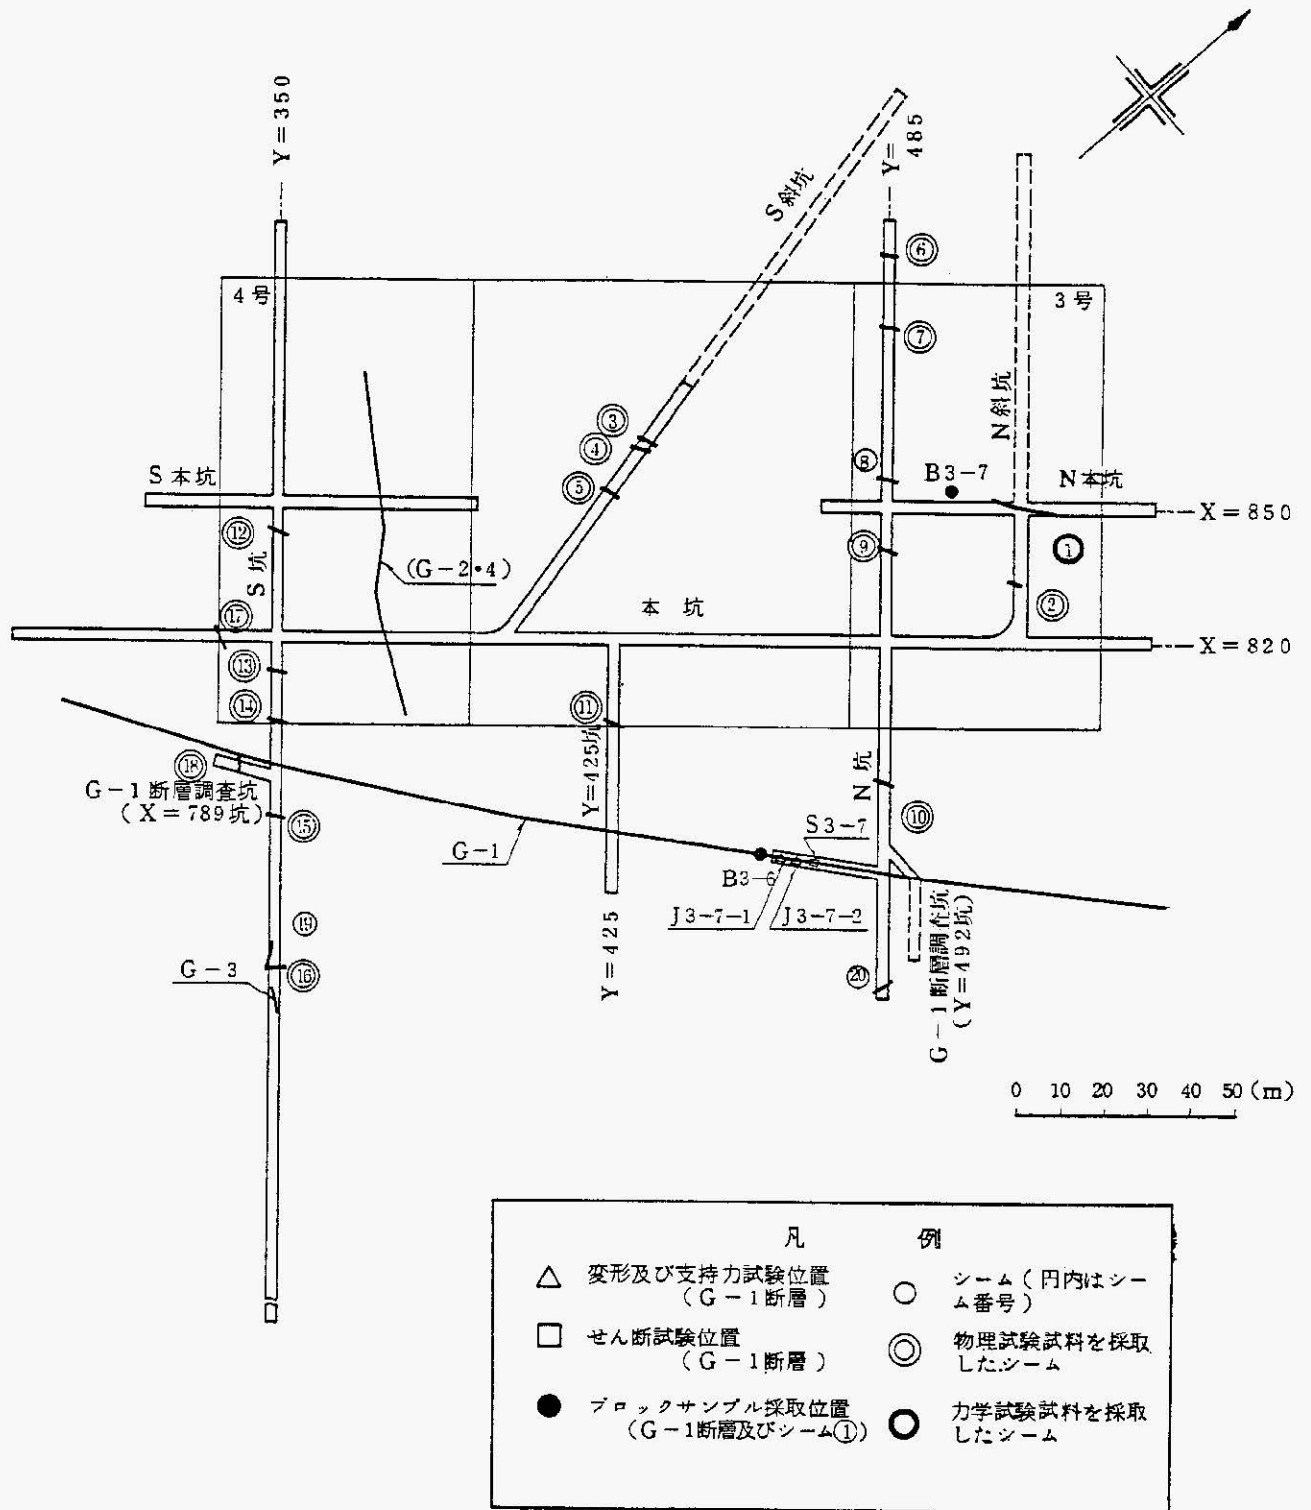 Y=350
Y=485
S斜坑
⑥
4号
3号
⑦
N斜坑
③
④
⑤
⑧
B3-7
S本坑
N本坑
X=850
⑫
⑨
①
S坑
(G-2・4)
②
⑰
本坑
X=820
⑬
⑭
⑪
⑱
G-1断層調査坑
(X=789坑)
Y=425坑
N坑
⑮
⑩
S3-7
G-1
B3-6
J3-7-1
J3-7-2
⑲
G-3
⑯
Y=425
⑳
G-1断層調査坑
(Y=492坑)
0 10 20 30 40 50(m)
凡例
変形及び支持力試験位置
(G-1断層)
せん断試験位置
(G-1断層)
ブロックサンプル採取位置
(G-1断層及びシーム①)
シーム(円内はシー
ム番号)
物理試験試料を採取
したシーム
力学試験試料を採取
したシーム